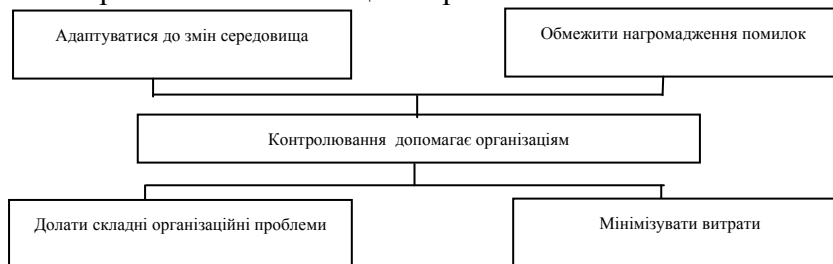 Адаптуватися до змін середовища
Обмежити нагромадження помилок
Контролювання допомагає організаціям
Долати складні організаційні проблеми
Мінімізувати витрати